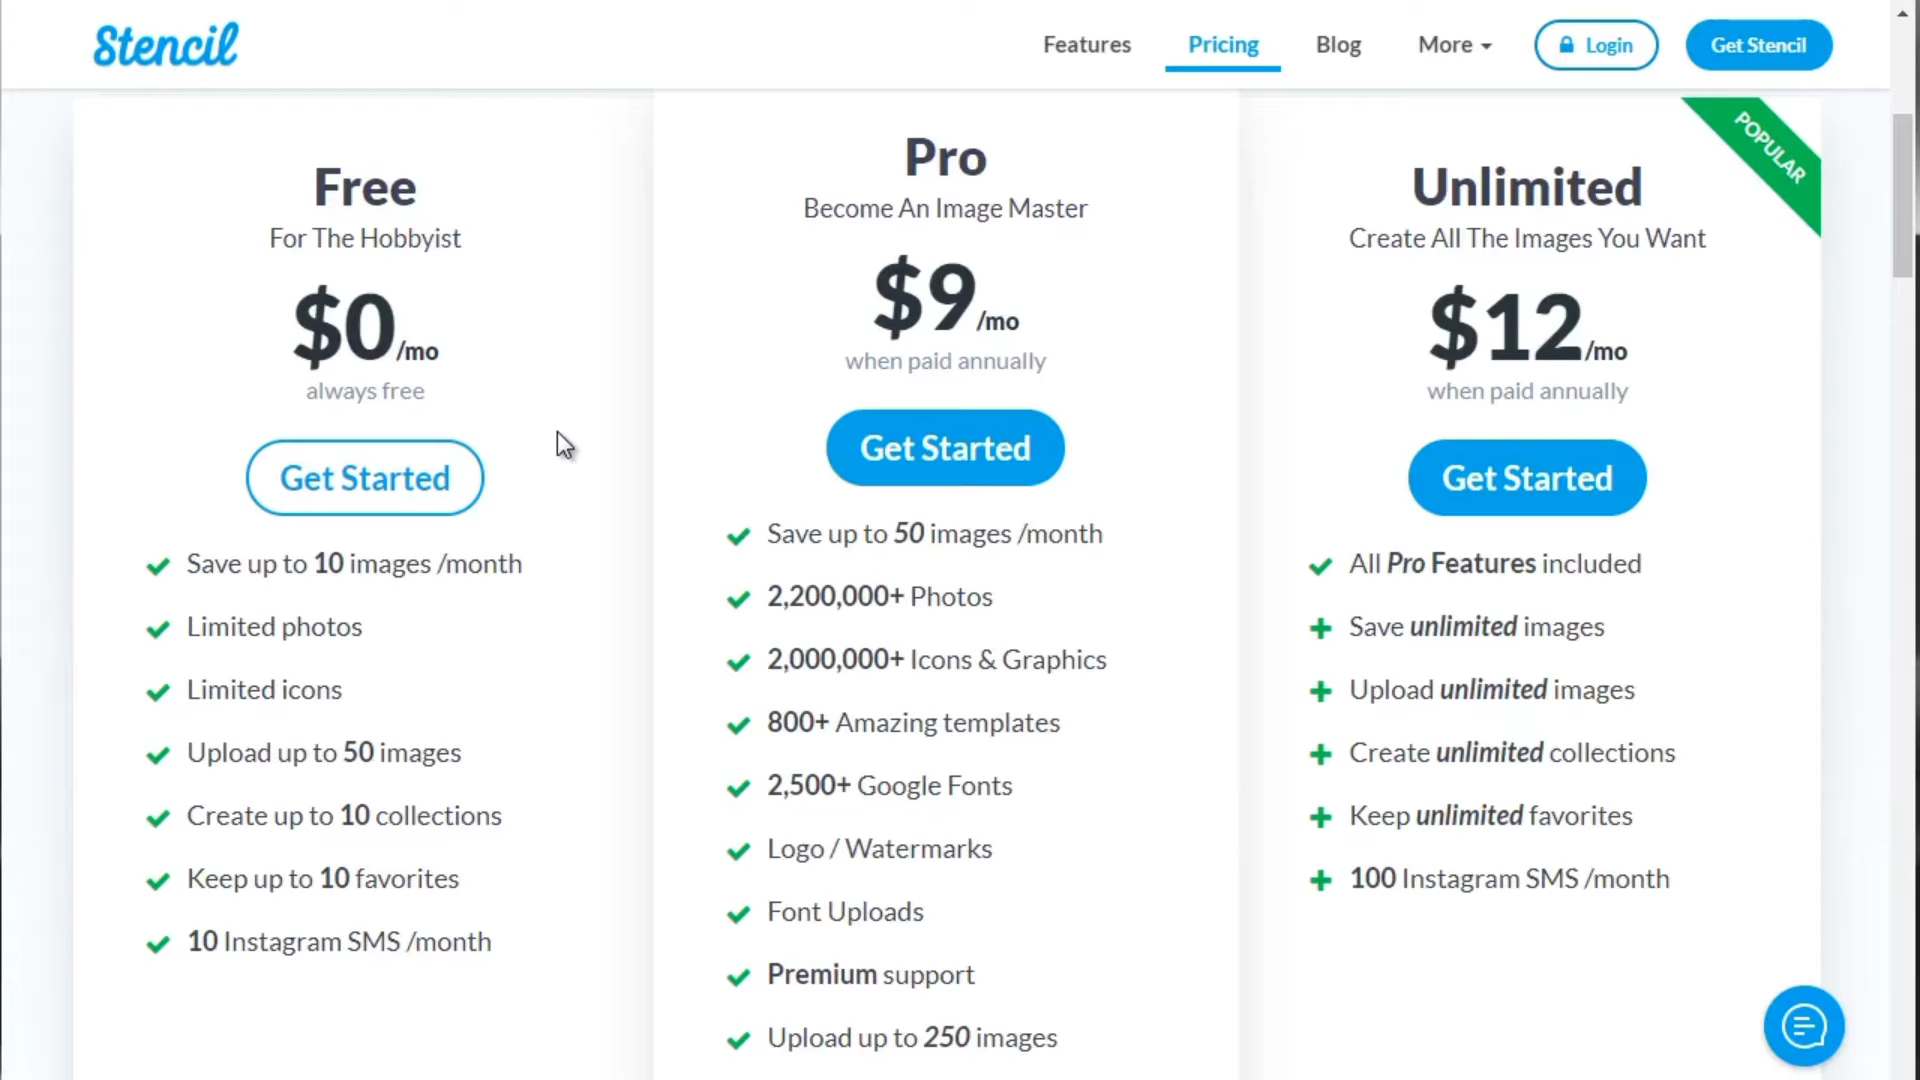 Stencil
Features
Pricing
Blog
More
Login
Get Stencil
Free
For The Hobbyist
$0/mo
always free
Get Started
Save up to 10 images /month
Limited photos
Limited icons
Upload up to 50 images
Create up to 10 collections
Keep up to 10 favorites
10 Instagram SMS /month
Pro
Become An Image Master
$9/mo
when paid annually
Get Started
Save up to 50 images /month
2,200,000+ Photos
2,000,000+ Icons & Graphics
800+ Amazing templates
2,500+ Google Fonts
Logo / Watermarks
Font Uploads
Premium support
Upload up to 250 images
POPULAR
Unlimited
Create All The Images You Want
$12/mo
when paid annually
Get Started
All Pro Features included
Save unlimited images
Upload unlimited images
Create unlimited collections
Keep unlimited favorites
100 Instagram SMS /month